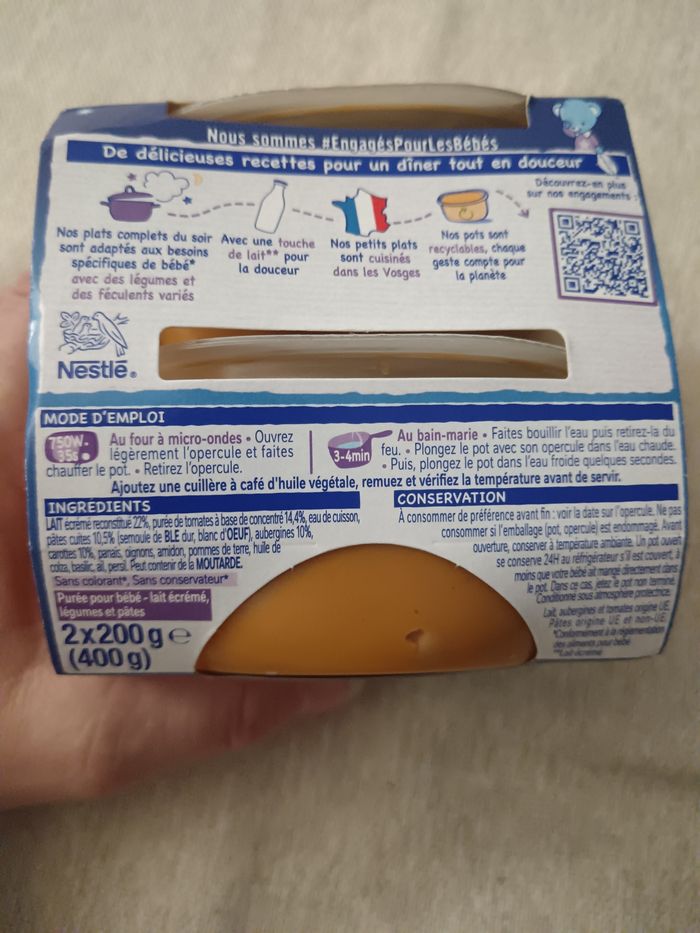 Nous sommes #EngagésPourLesBébés
De délicieuses recettes pour un dîner tout en douceur
Nos plats complets du soir
sont adaptés aux besoins
spécifiques de bébé*
avec des légumes et
des féculents variés
Avec une touche
de lait** pour
la douceur
Nos petits plats
sont cuisinés
dans les Vosges
Nos pots sont
recyclables, chaque
geste compte pour
la planète
Découvrez-en plus
sur nos engagements :
Nestlé®
MODE D'EMPLOI
750W-
35s
Au four à micro-ondes • Ouvrez
légèrement l'opercule et faites
chauffer le pot. • Retirez l'opercule.
3-4min
Au bain-marie • Faites bouillir l'eau puis retirez-la du
feu. • Plongez le pot avec son opercule dans l'eau chaude.
• Puis, plongez le pot dans l'eau froide quelques secondes.
Ajoutez une cuillère à café d'huile végétale, remuez et vérifiez la température avant de servir.
INGRÉDIENTS
LAIT écrémé reconstitué 22%, purée de tomates à base de concentré 14,4%, eau de cuisson,
pâtes cuites 10,5% (semoule de BLE dur, blanc d'OEUF), aubergines 10%,
carottes 10%, panais, oignons, amidon, pommes de terre, huile de
colza, basilic, ail, persil. Peut contenir de la MOUTARDE.
Sans colorant*, Sans conservateur*
Purée pour bébé - lait écrémé,
légumes et pâtes
2x200 g e
(400 g)
CONSERVATION
À consommer de préférence avant fin : voir la date sur l'opercule. Ne pas
consommer si l'emballage (pot, opercule) est endommagé. Avant
ouverture, conserver à température ambiante. Un pot ouvert
se conserve 24H au réfrigérateur s'il est couvert, à
moins que votre bébé ait mangé directement dans
le pot. Dans ce cas, jetez le pot non terminé.
Conditionné sous atmosphère protectrice.
Lait, aubergines et tomates origine UE.
Pâtes origine UE et non-UE.
*Conformément à la réglementation
des aliments pour bébé
**Lait écrémé